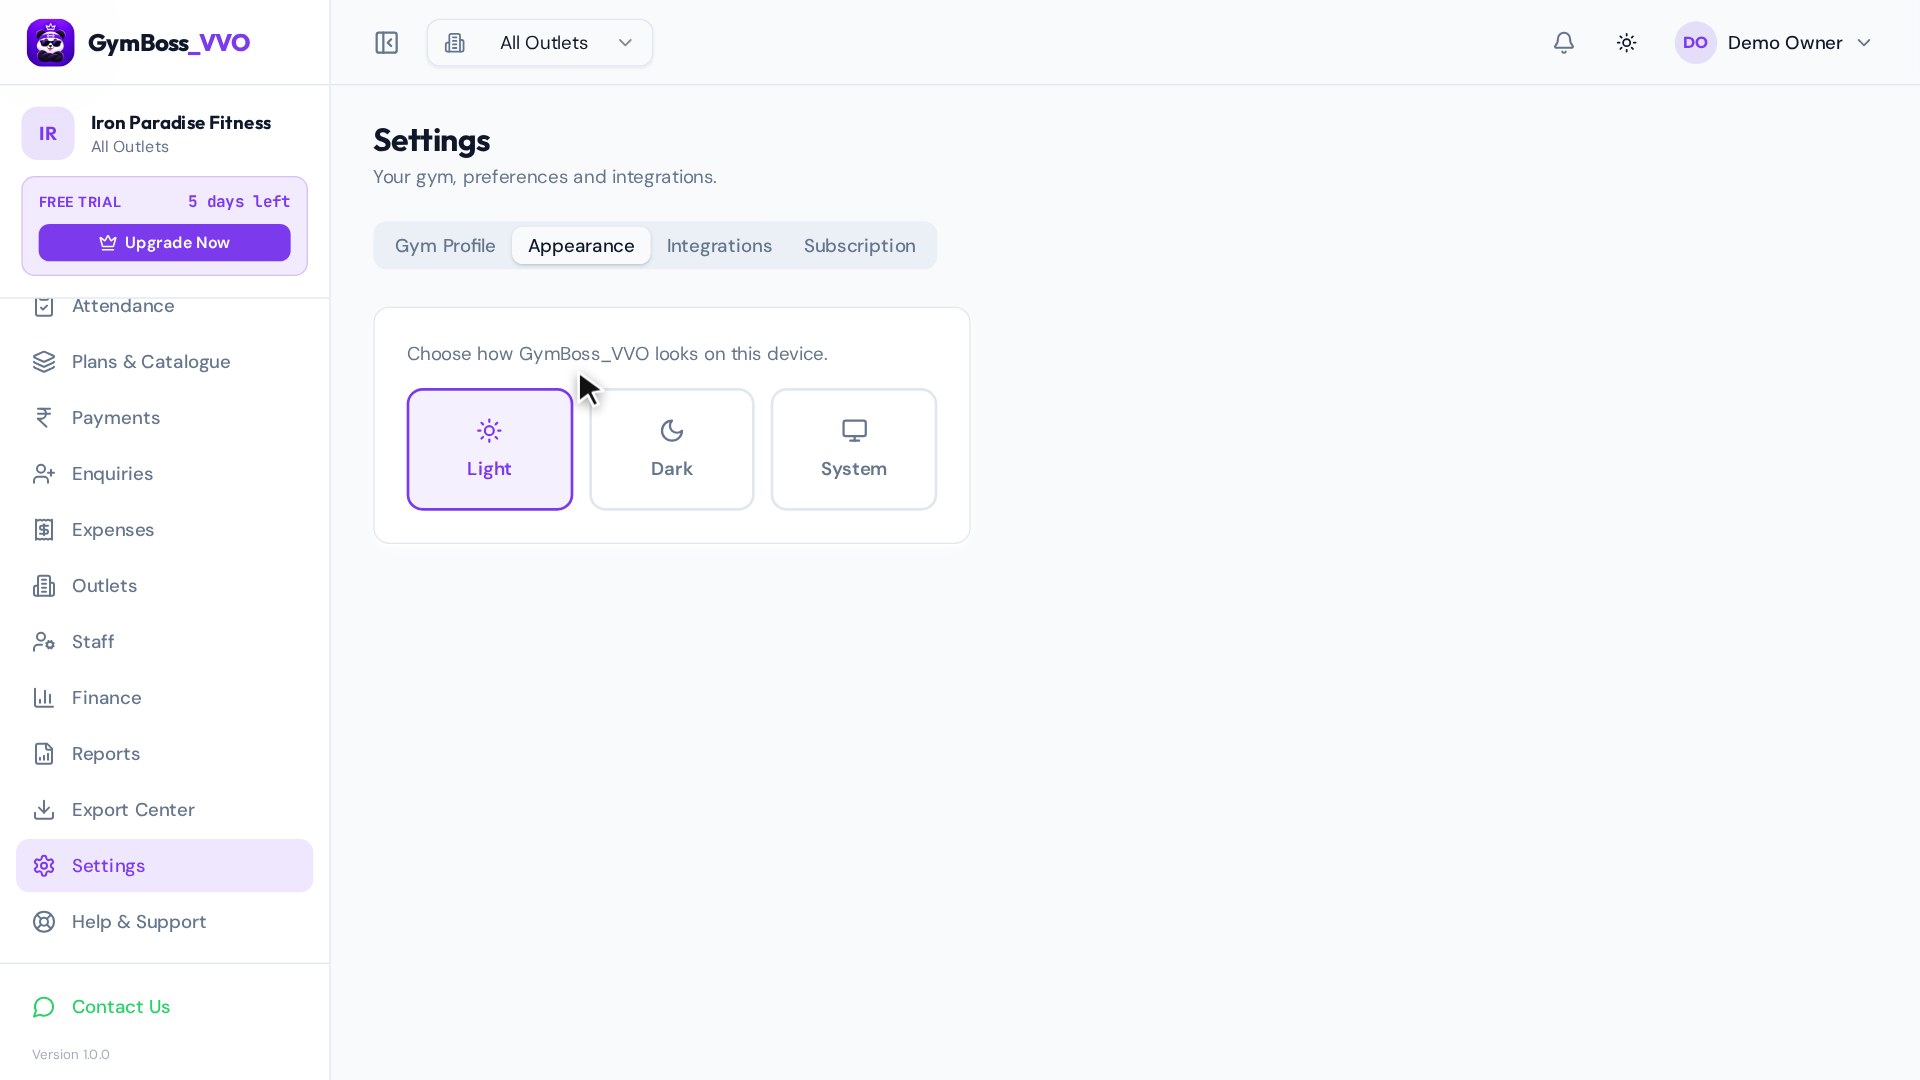 GymBoss_VVO
All Outlets
DO
Demo Owner
IR
Iron Paradise Fitness
All Outlets
FREE TRIAL
5 days left
Upgrade Now
Attendance
Plans & Catalogue
Payments
Enquiries
Expenses
Outlets
Staff
Finance
Reports
Export Center
Settings
Help & Support
Contact Us
Version 1.0.0
Settings
Your gym, preferences and integrations.
Gym Profile
Appearance
Integrations
Subscription
Choose how GymBoss_VVO looks on this device.
Light
Dark
System